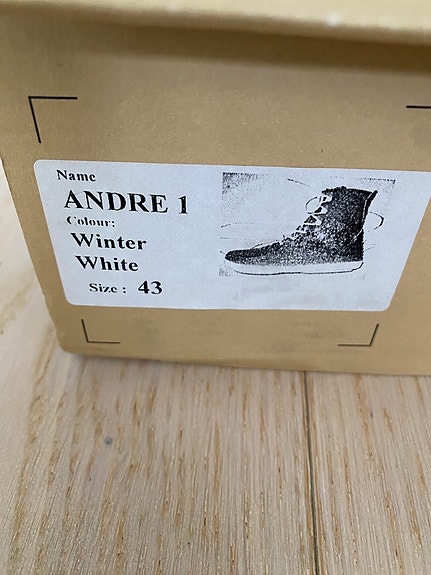 Name
ANDRE 1
Colour:
Winter
White
Size : 43